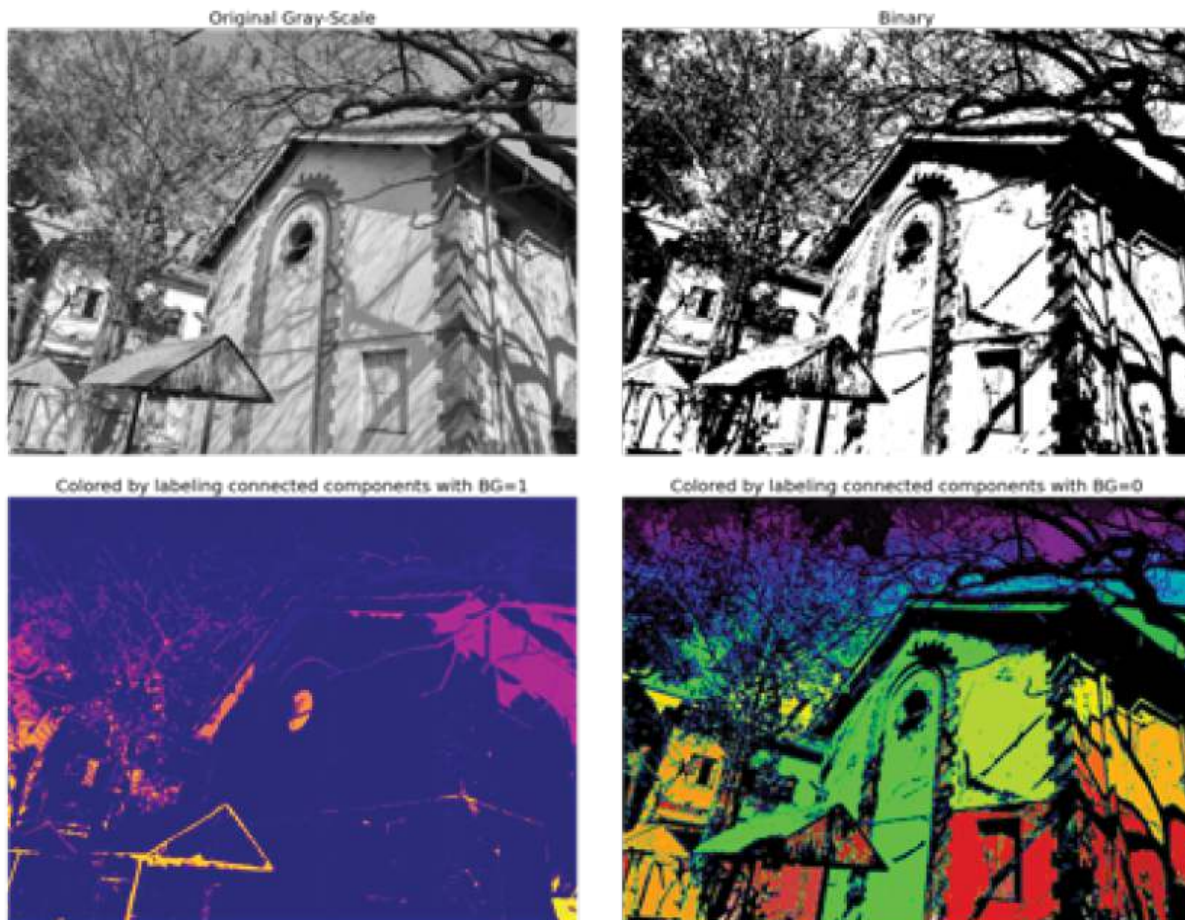 Original Gray-Scale
Binary
Colored by labeling connected components with BG=1
Colored by labeling connected components with BG=0